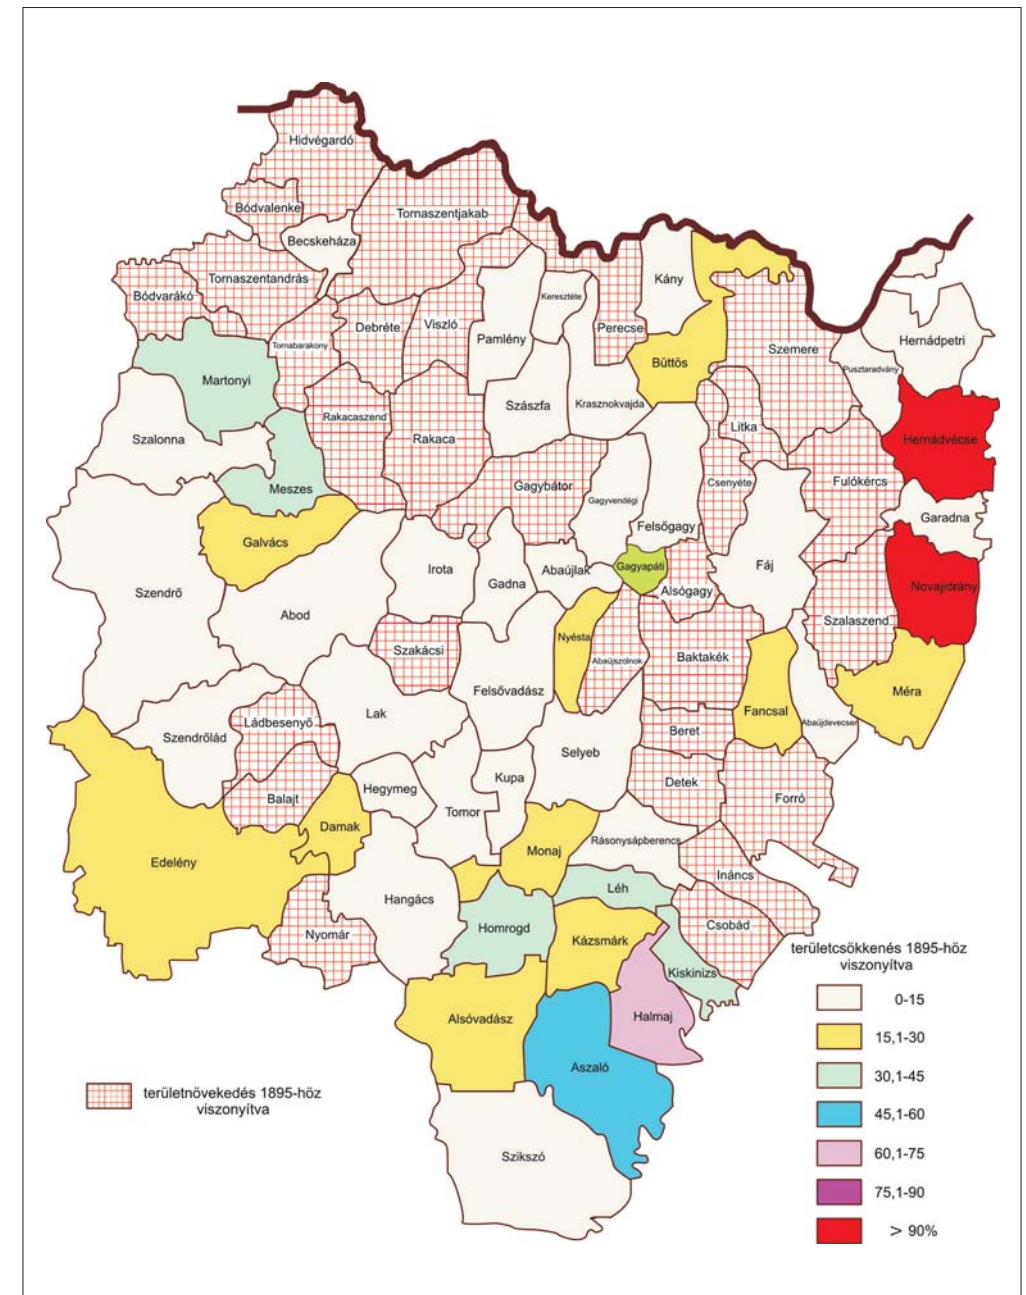 Hidvégardó
Bódvalenke
Tornaszentjakab
Becskeháza
Tornaszentandrás
Kány
Bódvarákó
Keresztéte
Debréte
Viszló
Perecse
Pamlény
Tornabarakony
Szemere
Hernádpetri
Büttös
Pusztaradvány
Martonyi
Szászfa
Krasznokvajda
Rakacaszend
Litka
Szalonna
Rakaca
Hernádvécse
Meszes
Gagybátor
Csenyéte
Fulókércs
Gagyvendégi
Garadna
Felsőgagy
Galvács
Irota
Abaújlak
Gagyapáti
Fáj
Gadna
Novajidrány
Szendrő
Alsógagy
Abod
Szalaszend
Nyésta
Szakácsi
Baktakék
Abaújszolnok
Felsővadász
Méra
Lak
Fancsal
Ládbesenyő
Abaújdevecser
Szendrőlád
Beret
Selyeb
Kupa
Detek
Hegymeg
Balajt
Forró
Tomor
Damak
Rásonysápberencs
Monaj
Edelény
Ináncs
Léh
Hangács
Csobád
Homrogd
Nyomár
Kázsmárk
Kiskinizs
Halmaj
Alsóvadász
Aszaló
Szikszó
területcsökkenés 1895-höz
viszonyítva
0-15
15,1-30
30,1-45
45,1-60
60,1-75
75,1-90
> 90%
területnövekedés 1895-höz
viszonyítva